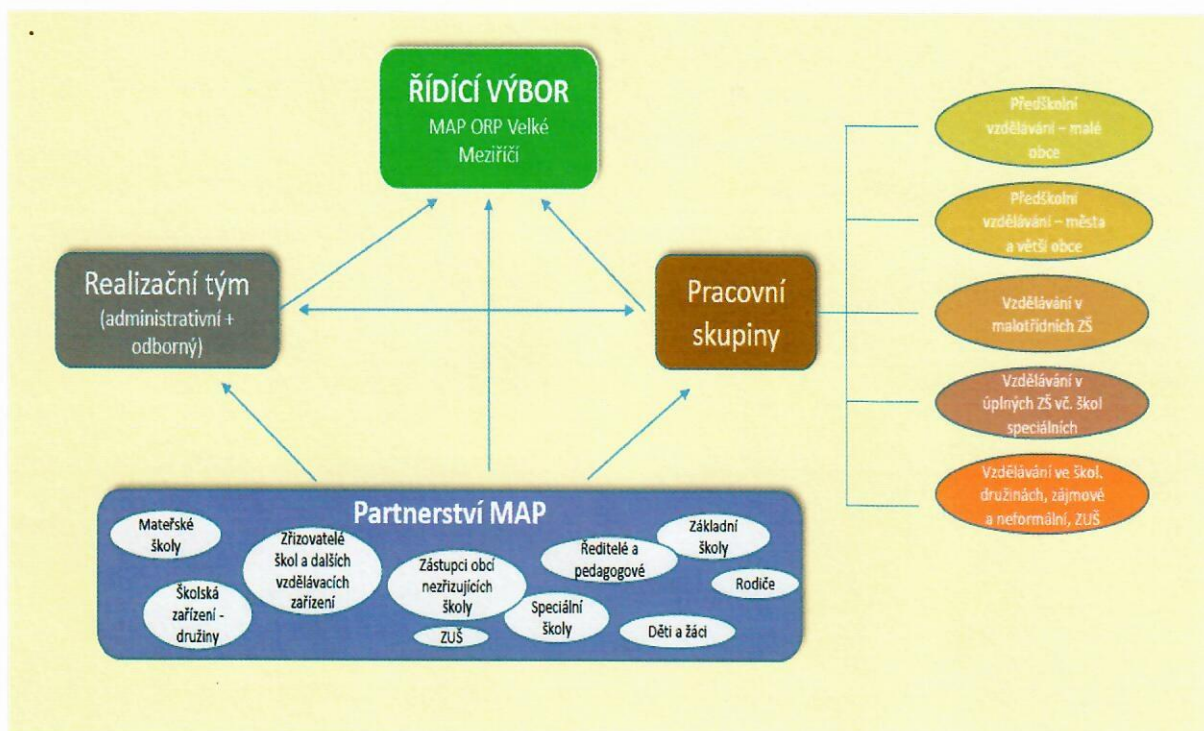 ŘÍDÍCÍ VÝBOR
MAP ORP Velké
Meziříčí
Realizační tým
(administrativní +
odborný)
Pracovní
skupiny
Předškolní
vzdělávání – malé
obce
Předškolní
vzdělávání – města
a větší obce
Vzdělávání v
malotřídních ZŠ
Vzdělávání v
úplných ZŠ vč. škol
speciálních
Vzdělávání ve škol.
družinách, zájmové
a neformální, ZUŠ
Partnerství MAP
Mateřské
školy
Školská
zařízení -
družiny
Zřizovatelé
škol a dalších
vzdělávacích
zařízení
Zástupci obcí
nezřizujících
školy
ZUŠ
Speciální
školy
Ředitelé a
pedagogové
Základní
školy
Rodiče
Děti a žáci